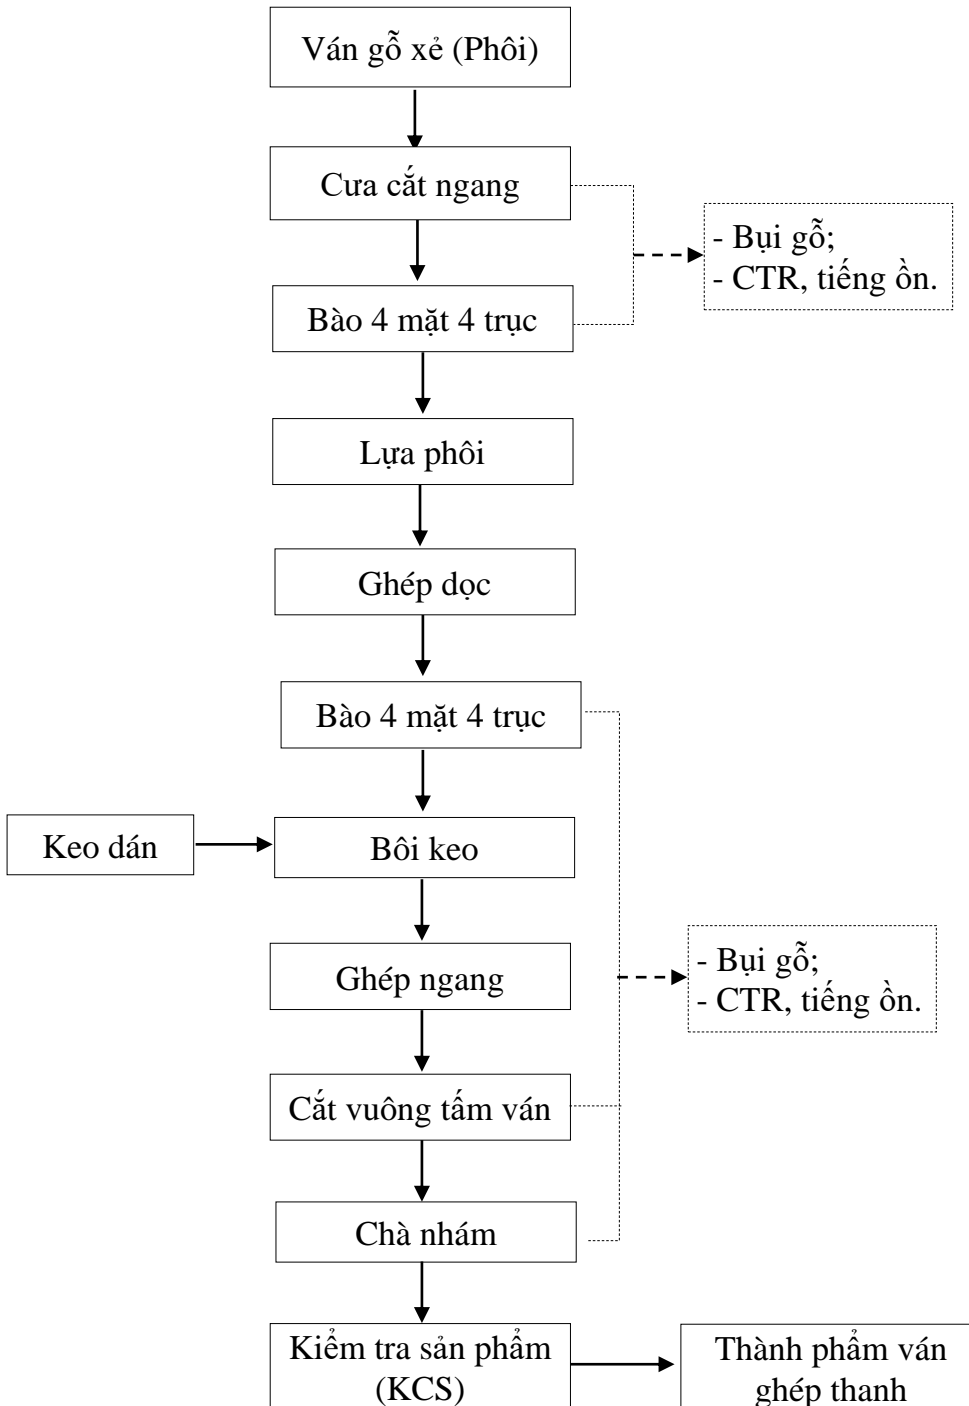 Ván gỗ xẻ (Phôi)
Cưa cắt ngang
- Bụi gỗ;
- CTR, tiếng ồn.
Bào 4 mặt 4 trục
Lựa phôi
Ghép dọc
Bào 4 mặt 4 trục
Keo dán
Bôi keo
Ghép ngang
- Bụi gỗ;
- CTR, tiếng ồn.
Cắt vuông tấm ván
Chà nhám
Kiểm tra sản phẩm
(KCS)
Thành phẩm ván
ghép thanh